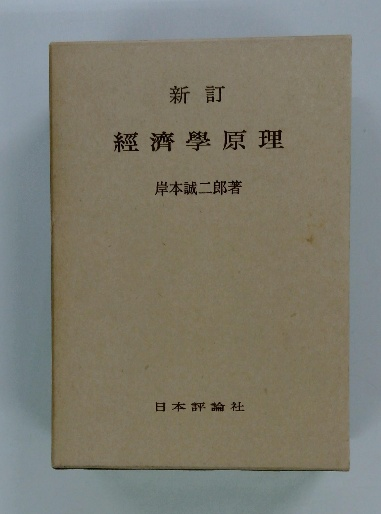 新訂
經濟學原理
岸本誠二郎著
日本評論社